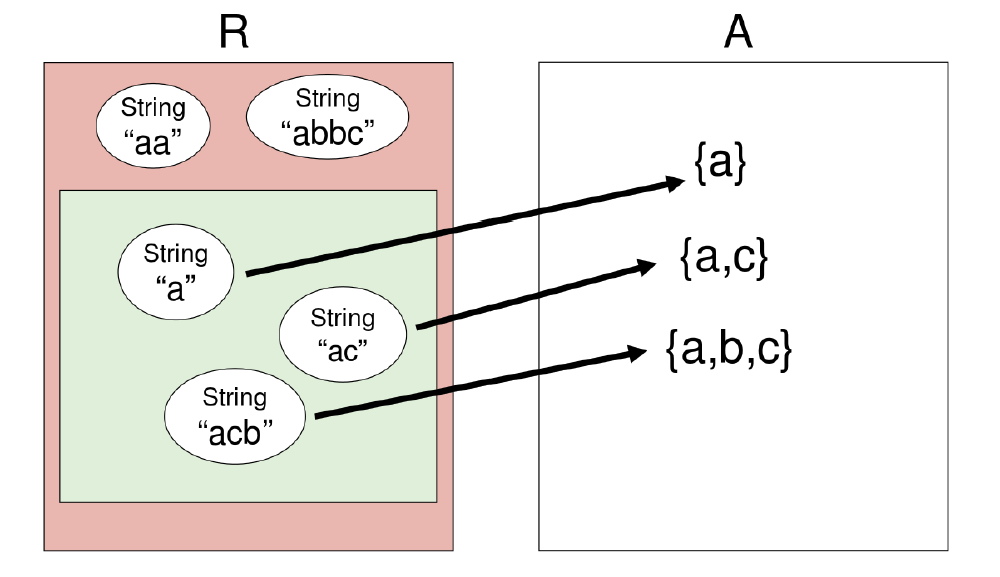 R
A
String
“aa”
String
“abbc”
String
“a”
String
“ac”
String
“acb”
{a}
{a,c}
{a,b,c}